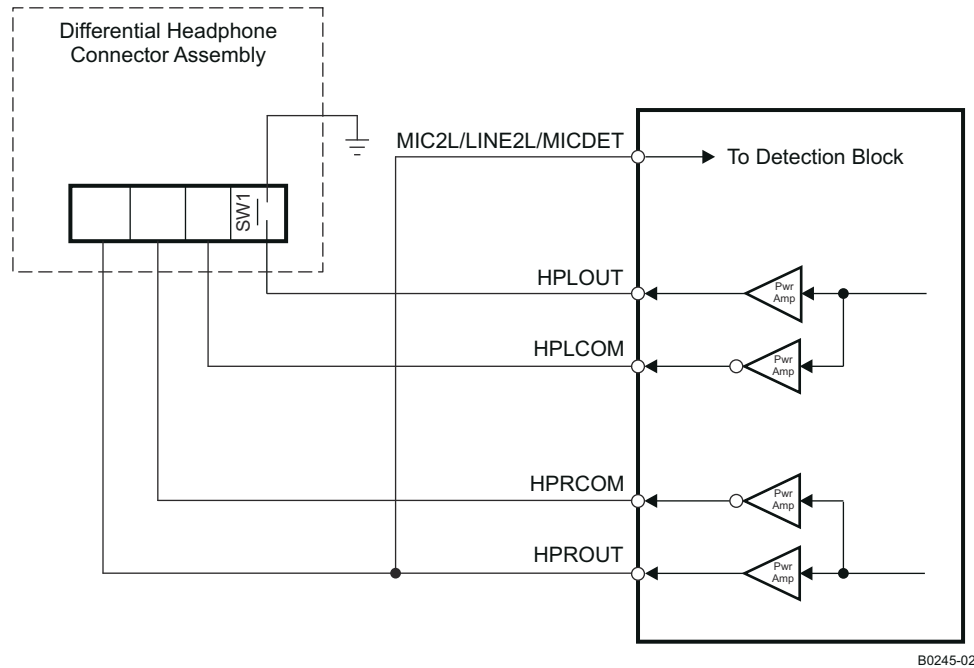 Differential Headphone
Connector Assembly
MIC2L/LINE2L/MICDET
To Detection Block
SW1
HPLOUT
Pwr
Amp
HPLCOM
Pwr
Amp
HPRCOM
Pwr
Amp
HPROUT
Pwr
Amp
B0245-02